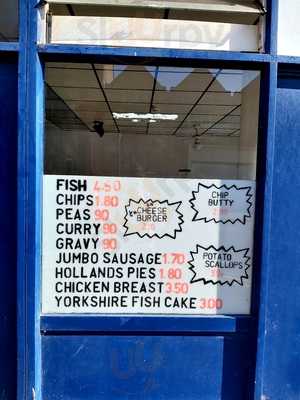 FISH 4.50
CHIPS 1.80
PEAS 90
CURRY 90
GRAVY 90
JUMBO SAUSAGE 1.70
HOLLANDS PIES 1.80
CHICKEN BREAST 3.50
YORKSHIRE FISH CAKE 3.00
CHEESE
BURGER
CHIP
BUTTY
POTATO
SCALLOPS